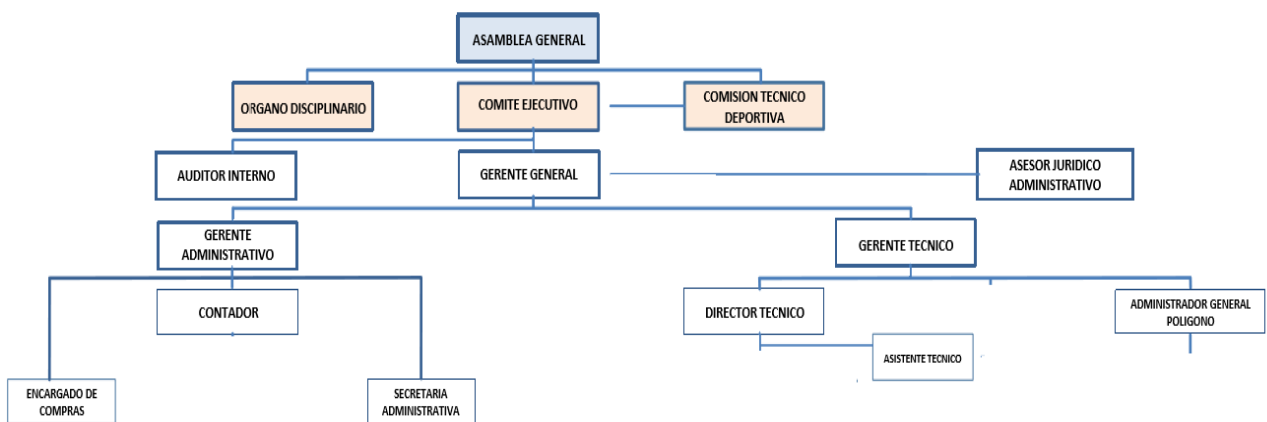 ASAMBLEA GENERAL
ORGANO DISCIPLINARIO
COMITE EJECUTIVO
COMISION TECNICO
DEPORTIVA
AUDITOR INTERNO
GERENTE GENERAL
ASESOR JURIDICO
ADMINISTRATIVO
GERENTE
ADMINISTRATIVO
GERENTE TECNICO
CONTADOR
DIRECTOR TECNICO
ADMINISTRADOR GENERAL
POLIGONO
ASISTENTE TECNICO
ENCARGADO DE
COMPRAS
SECRETARIA
ADMINISTRATIVA